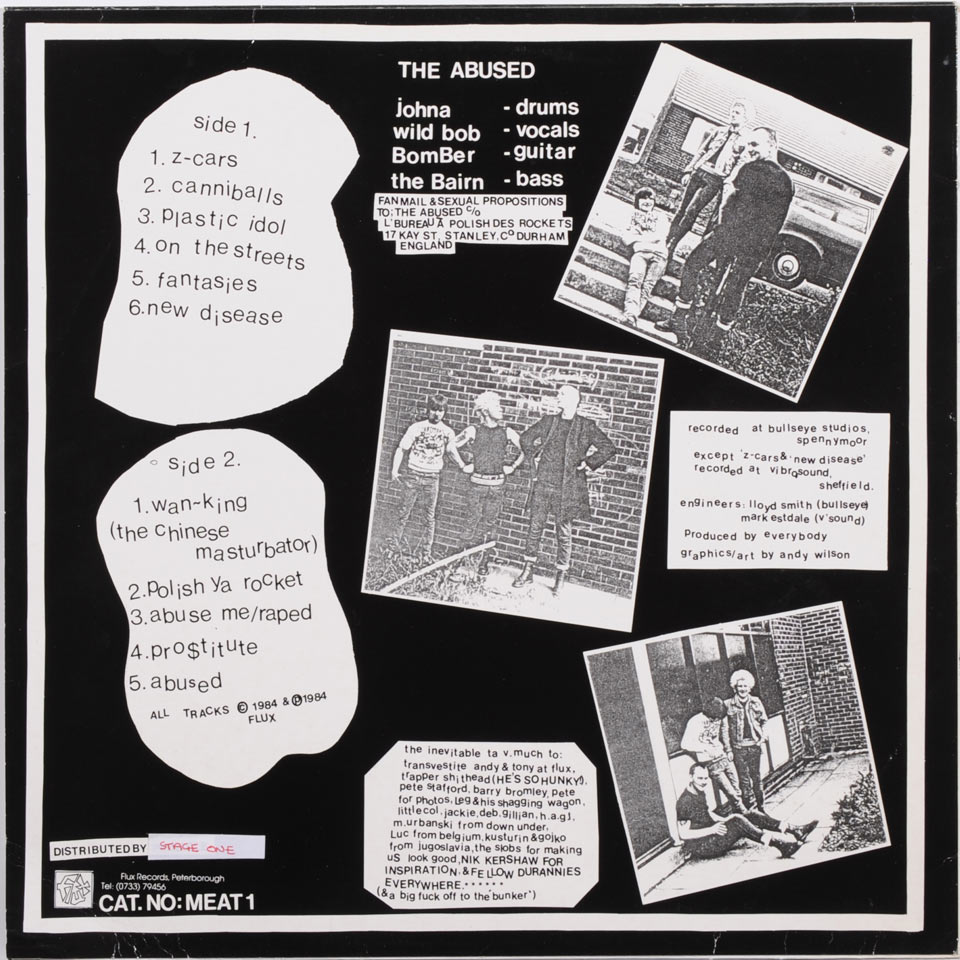 side 1.
1. z-cars
2. canniballs
3. plastic idol
4. on the streets
5. fantasies
6. new disease
side 2.
1. wan~king
(the chinese
masturbator)
2. polish ya rocket
3. abuse me/raped
4. pro$titute
5. abused
ALL TRACKS © 1984 & ℗ 1984
FLUX
THE ABUSED
johna - drums
wild bob - vocals
BomBer - guitar
the Bairn - bass
FAN MAIL & SEXUAL PROPOSITIONS
TO: THE ABUSED C/O
L'BUREAU A POLISH DES ROCKETS
17 KAY ST, STANLEY, CO DURHAM
ENGLAND
recorded at bullseye studios,
spennymoor
except 'z-cars & 'new disease'
recorded at vibrasound,
sheffield.
engineers: lloyd smith (bullseye)
mark estdale (v'sound)
Produced by everybody
graphics/art by andy wilson
the inevitable ta v. much to:
transvestite andy & tony at flux,
trapper shithead (HE'S SO HUNKY!),
pete stafford, barry bromley, pete
for photos, leg & his shagging wagon,
little col, jackie, deb, gillian, h.a.g.l.
m.urbanski from down under,
Luc from belgium, kusturin & gojko
from jugoslavia, the sjobs for making
us look good, NIK KERSHAW FOR
INSPIRATION, & FELLOW DURANNIES
EVERYWHERE.······
(& a big fuck off to the 'bunker')
DISTRIBUTED BY STAGE ONE
Flux Records, Peterborough
Tel: (0733) 79456
CAT. NO: MEAT 1